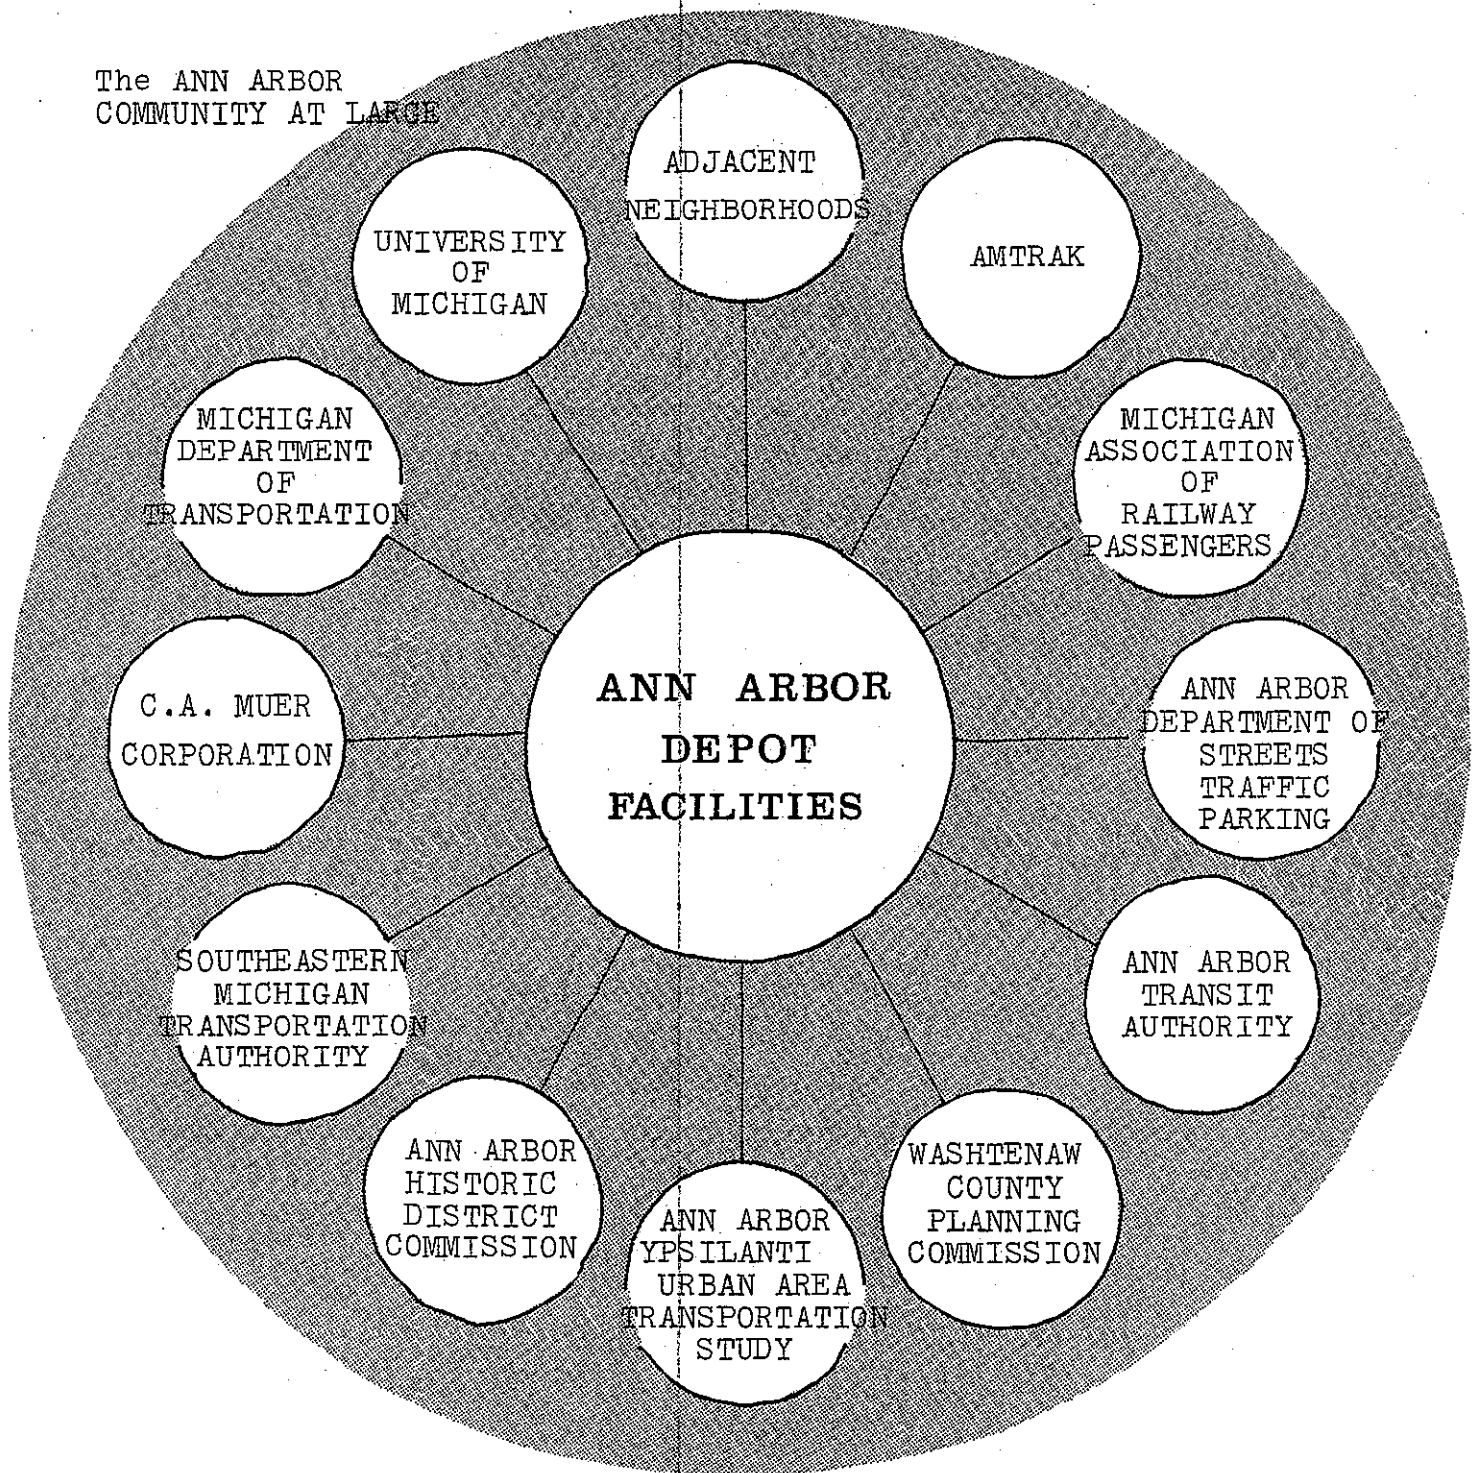 The ANN ARBOR
COMMUNITY AT LARGE
ADJACENT
NEIGHBORHOODS
AMTRAK
UNIVERSITY
OF
MICHIGAN
MICHIGAN
ASSOCIATION
OF
RAILWAY
PASSENGERS
MICHIGAN
DEPARTMENT
OF
TRANSPORTATION
ANN ARBOR
DEPOT
FACILITIES
C.A. MUER
CORPORATION
ANN ARBOR
DEPARTMENT OF
STREETS
TRAFFIC
PARKING
SOUTHEASTERN
MICHIGAN
TRANSPORTATION
AUTHORITY
ANN ARBOR
TRANSIT
AUTHORITY
ANN ARBOR
HISTORIC
DISTRICT
COMMISSION
ANN ARBOR
YPSILANTI
URBAN AREA
TRANSPORTATION
STUDY
WASHTENAW
COUNTY
PLANNING
COMMISSION